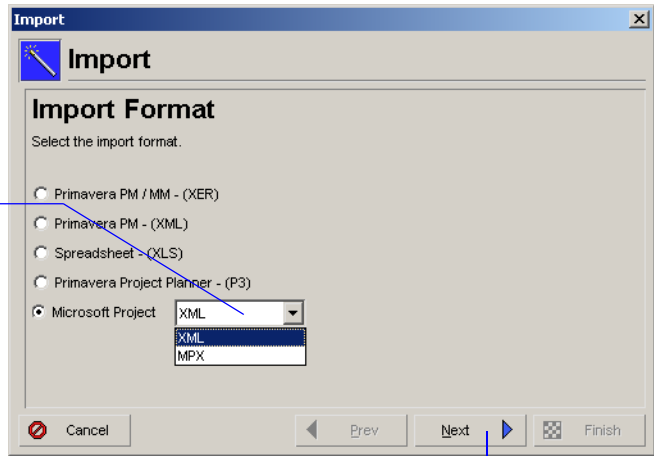 Import
Import
Import Format
Select the import format.
Primavera PM / MM - (XER)
Primavera PM - (XML)
Spreadsheet - (XLS)
Primavera Project Planner - (P3)
Microsoft Project XML
XML
MPX
Cancel Prev Next Finish